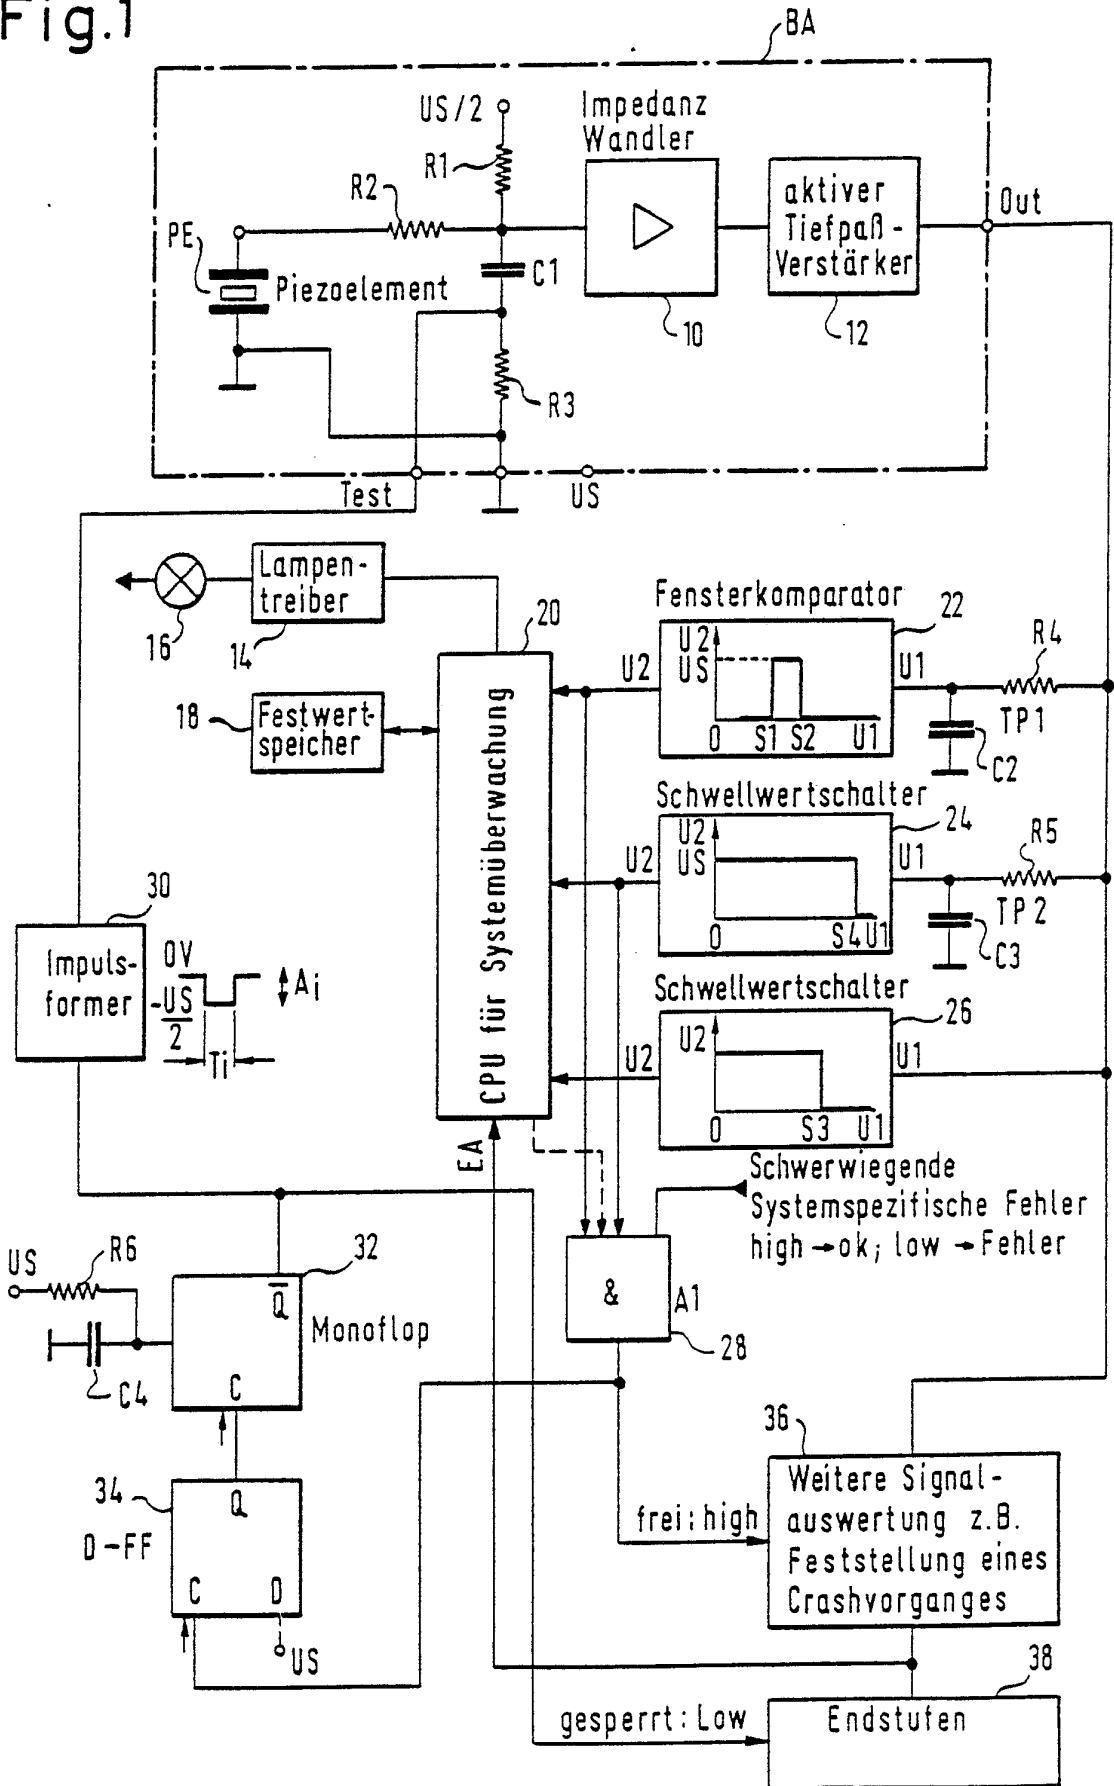 Fig.1
BA
US/2
Impedanz
Wandler
R1
R2
aktiver
Tiefpaß-
Verstärker
Out
PE
Piezoelement
C1
10
12
R3
Test
US
Lampen-
treiber
16
14
20
Fensterkomparator
22
U2
US
0 S1 S2 U1
U2
U1
R4
TP1
C2
18
Festwert-
speicher
CPU für Systemüberwachung
Schwellwertschalter
24
U2
US
0 S4 U1
U2
U1
R5
TP2
C3
30
Impuls-
former
0V
-US
2
Ai
Ti
Schwellwertschalter
26
U2
0 S3 U1
U2
U1
EA
Schwerwiegende
Systemspezifische Fehler
high → ok; low → Fehler
US
R6
32
Q
Monoflop
C4
C
&
A1
28
34
D-FF
Q
C D
US
36
Weitere Signal-
auswertung z.B.
Feststellung eines
Crashvorganges
frei: high
38
gesperrt: Low
Endstufen